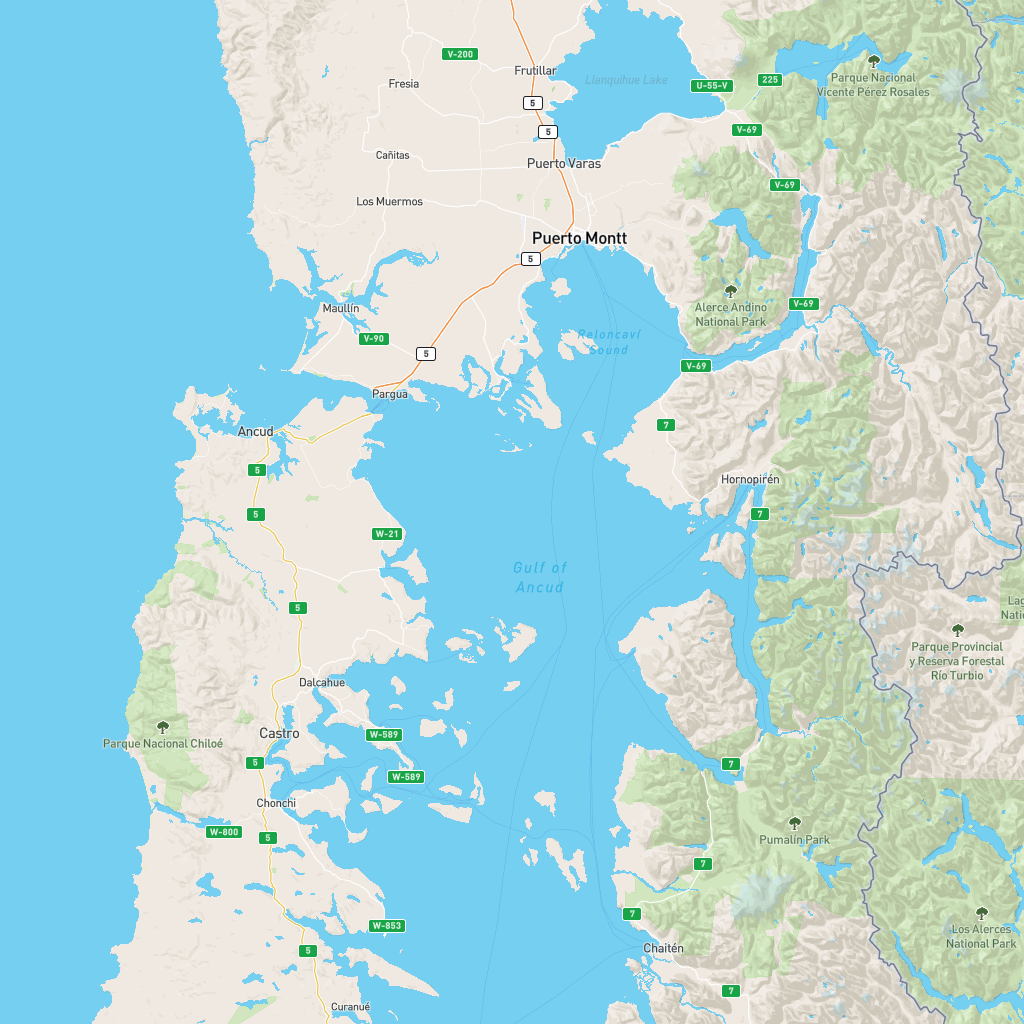 V-200
Frutillar
Llanquihue Lake
Fresia
U-55-V
225
Parque Nacional
Vicente Pérez Rosales
5
5
V-69
Cañitas
Puerto Varas
V-69
Los Muermos
Puerto Montt
5
Maullín
Alerce Andino
National Park
V-69
V-90
Reloncaví
Sound
5
V-69
Pargua
Ancud
7
5
Hornopirén
5
7
W-21
Gulf of
Ancud
5
Parque Provincial
y Reserva Forestal
Río Turbio
Dalcahue
Parque Nacional Chiloé
Castro
W-589
5
W-589
7
Chonchi
W-800
5
Pumalín Park
7
W-853
7
Los Alerces
National Park
5
Chaitén
7
Curanué